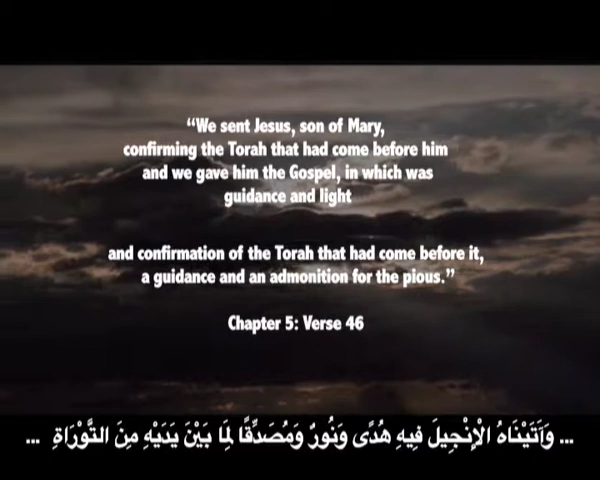 “We sent Jesus, son of Mary,
confirming the Torah that had come before him
and we gave him the Gospel, in which was
guidance and light
and confirmation of the Torah that had come before it,
a guidance and an admonition for the pious.”
Chapter 5: Verse 46
... وَآتَيْنَاهُ الْإِنْجِيلَ فِيهِ هُدًى وَنُورٌ وَمُصَدِّقًا لِمَا بَيْنَ يَدَيْهِ مِنَ التَّوْرَاةِ ...